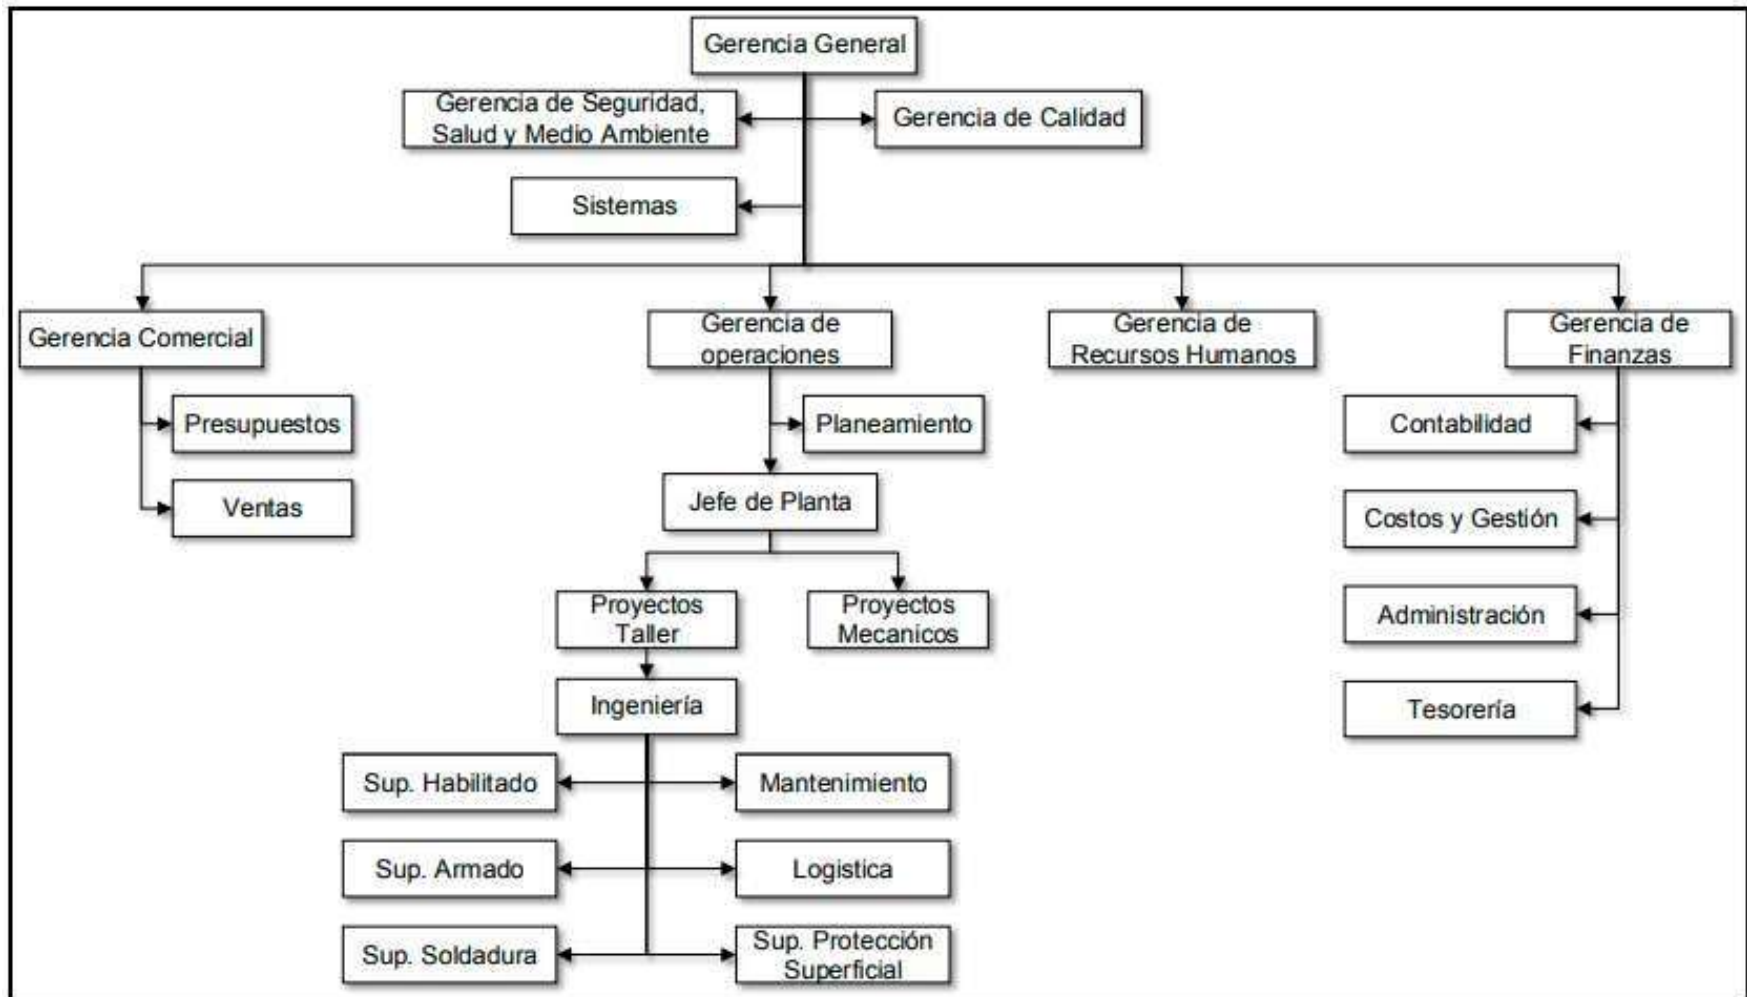 Gerencia General
Gerencia de Seguridad,
Salud y Medio Ambiente
Gerencia de Calidad
Sistemas
Gerencia Comercial
Gerencia de
operaciones
Gerencia de
Recursos Humanos
Gerencia de
Finanzas
Presupuestos
Planeamiento
Contabilidad
Ventas
Jefe de Planta
Costos y Gestión
Proyectos
Taller
Proyectos
Mecanicos
Administración
Ingeniería
Tesorería
Sup. Habilitado
Mantenimiento
Sup. Armado
Logistica
Sup. Soldadura
Sup. Protección
Superficial